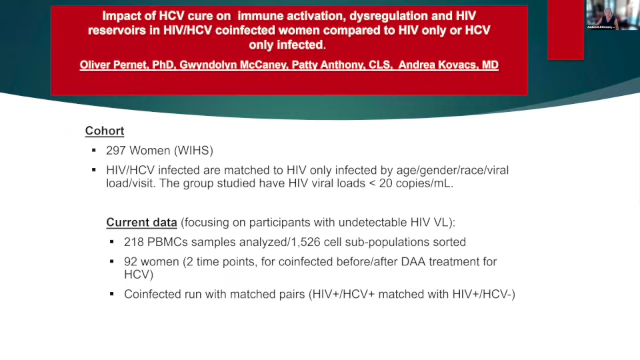 Impact of HCV cure on immune activation, dysregulation and HIV
reservoirs in HIV/HCV coinfected women compared to HIV only or HCV
only infected.
Oliver Pernet, PhD, Gwyndolyn McCaney, Patty Anthony, CLS, Andrea Kovacs, MD
Cohort
▪ 297 Women (WIHS)
▪ HIV/HCV infected are matched to HIV only infected by age/gender/race/viral
load/visit. The group studied have HIV viral loads < 20 copies/mL.
Current data (focusing on participants with undetectable HIV VL):
▪ 218 PBMCs samples analyzed/1,526 cell sub-populations sorted
▪ 92 women (2 time points, for coinfected before/after DAA treatment for
HCV)
▪ Coinfected run with matched pairs (HIV+/HCV+ matched with HIV+/HCV-)